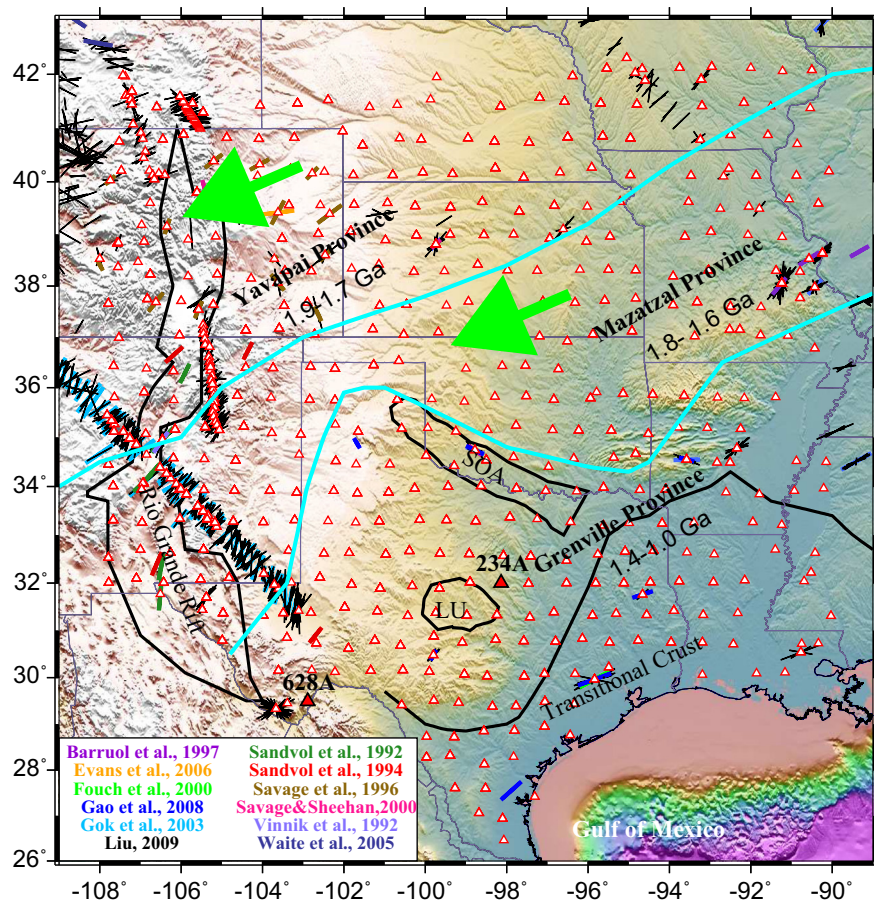 42°
40°
38°
36°
34°
32°
30°
28°
26°
Yavapai Province
1.9-1.7 Ga
Mazatzal Province
1.8- 1.6 Ga
SOA
Grenville Province
1.4-1.0 Ga
234A
LU
Rio Grande Rift
628A
Transitional Crust
Gulf of Mexico
Barruol et al., 1997
Evans et al., 2006
Fouch et al., 2000
Gao et al., 2008
Gok et al., 2003
Liu, 2009
Sandvol et al., 1992
Sandvol et al., 1994
Savage et al., 1996
Savage&Sheehan,2000
Vinnik et al., 1992
Waite et al., 2005
-108° -106° -104° -102° -100° -98° -96° -94° -92° -90°